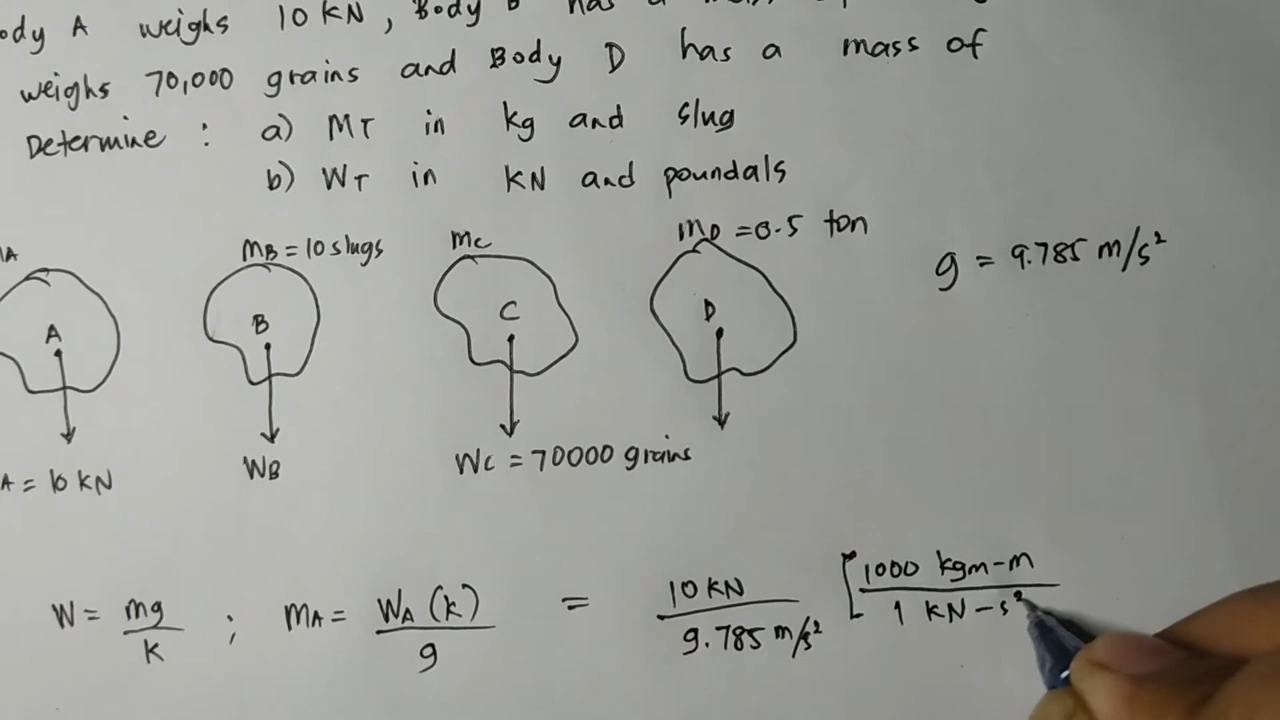 ody A weighs 10 KN, Body B has a
weighs 70,000 grains and Body D has a mass of
Determine : a) MT in kg and slug
b) WT in KN and poundals
MB = 10 slugs
Mc
MD = 0.5 ton
A
B
C
D
g = 9.785 m/s²
A = 10 KN
WB
Wc = 70000 grains
W = mg/k ; MA = WA (k)/g = 10 KN/9.785 m/s² [1000 kgm-m/1 KN-s²